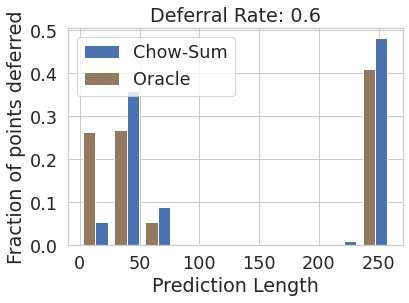 Deferral Rate: 0.6
Fraction of points deferred
0.5
0.4
0.3
0.2
0.1
0.0
Chow-Sum
Oracle
0 50 100 150 200 250
Prediction Length